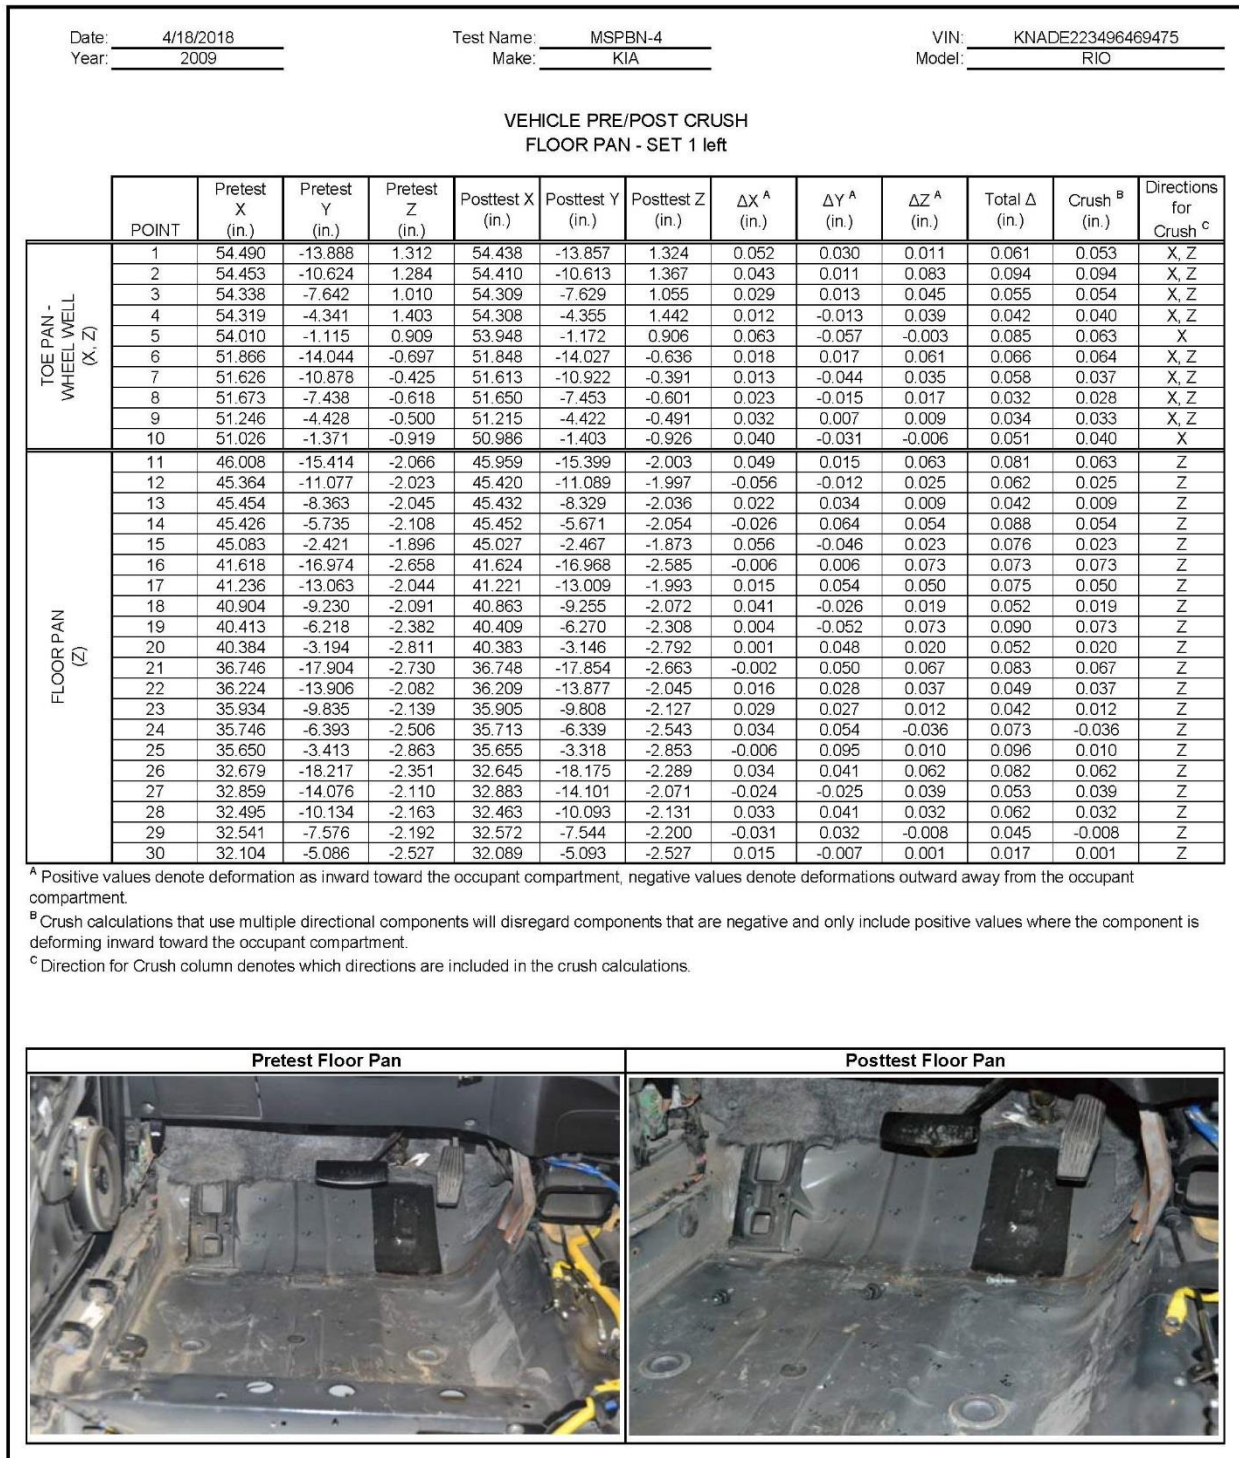 Date: 4/18/2018 Test Name: MSPBN-4 VIN: KNADE223496469475
Year: 2009 Make: KIA Model: RIO
VEHICLE PRE/POST CRUSH
FLOOR PAN - SET 1 left
POINT Pretest X (in.) Pretest Y (in.) Pretest Z (in.) Posttest X (in.) Posttest Y (in.) Posttest Z (in.) ΔX A (in.) ΔY A (in.) ΔZ A (in.) Total Δ (in.) Crush B (in.) Directions for Crush C
TOE PAN - WHEEL WELL (X, Z)
1 54.490 -13.888 1.312 54.438 -13.857 1.324 0.052 0.030 0.011 0.061 0.053 X, Z
2 54.453 -10.624 1.284 54.410 -10.613 1.367 0.043 0.011 0.083 0.094 0.094 X, Z
3 54.338 -7.642 1.010 54.309 -7.629 1.055 0.029 0.013 0.045 0.055 0.054 X, Z
4 54.319 -4.341 1.403 54.308 -4.355 1.442 0.012 -0.013 0.039 0.042 0.040 X, Z
5 54.010 -1.115 0.909 53.948 -1.172 0.906 0.063 -0.057 -0.003 0.085 0.063 X
6 51.866 -14.044 -0.697 51.848 -14.027 -0.636 0.018 0.017 0.061 0.066 0.064 X, Z
7 51.626 -10.878 -0.425 51.613 -10.922 -0.391 0.013 -0.044 0.035 0.058 0.037 X, Z
8 51.673 -7.438 -0.618 51.650 -7.453 -0.601 0.023 -0.015 0.017 0.032 0.028 X, Z
9 51.246 -4.428 -0.500 51.215 -4.422 -0.491 0.032 0.007 0.009 0.034 0.033 X, Z
10 51.026 -1.371 -0.919 50.986 -1.403 -0.926 0.040 -0.031 -0.006 0.051 0.040 X
FLOOR PAN (Z)
11 46.008 -15.414 -2.066 45.959 -15.399 -2.003 0.049 0.015 0.063 0.081 0.063 Z
12 45.364 -11.077 -2.023 45.420 -11.089 -1.997 -0.056 -0.012 0.025 0.062 0.025 Z
13 45.454 -8.363 -2.045 45.432 -8.329 -2.036 0.022 0.034 0.009 0.042 0.009 Z
14 45.426 -5.735 -2.108 45.452 -5.671 -2.054 -0.026 0.064 0.054 0.088 0.054 Z
15 45.083 -2.421 -1.896 45.027 -2.467 -1.873 0.056 -0.046 0.023 0.076 0.023 Z
16 41.618 -16.974 -2.658 41.624 -16.968 -2.585 -0.006 0.006 0.073 0.073 0.073 Z
17 41.236 -13.063 -2.044 41.221 -13.009 -1.993 0.015 0.054 0.050 0.075 0.050 Z
18 40.904 -9.230 -2.091 40.863 -9.255 -2.072 0.041 -0.026 0.019 0.052 0.019 Z
19 40.413 -6.218 -2.382 40.409 -6.270 -2.308 0.004 -0.052 0.073 0.090 0.073 Z
20 40.384 -3.194 -2.811 40.383 -3.146 -2.792 0.001 0.048 0.020 0.052 0.020 Z
21 36.746 -17.904 -2.730 36.748 -17.854 -2.663 -0.002 0.050 0.067 0.083 0.067 Z
22 36.224 -13.906 -2.082 36.209 -13.877 -2.045 0.016 0.028 0.037 0.049 0.037 Z
23 35.934 -9.835 -2.139 35.905 -9.808 -2.127 0.029 0.027 0.012 0.042 0.012 Z
24 35.746 -6.393 -2.506 35.713 -6.339 -2.543 0.034 0.054 -0.036 0.073 -0.036 Z
25 35.650 -3.413 -2.863 35.655 -3.318 -2.853 -0.006 0.095 0.010 0.096 0.010 Z
26 32.679 -18.217 -2.351 32.645 -18.175 -2.289 0.034 0.041 0.062 0.082 0.062 Z
27 32.859 -14.076 -2.110 32.883 -14.101 -2.071 -0.024 -0.025 0.039 0.053 0.039 Z
28 32.495 -10.134 -2.163 32.463 -10.093 -2.131 0.033 0.041 0.032 0.062 0.032 Z
29 32.541 -7.576 -2.192 32.572 -7.544 -2.200 -0.031 0.032 -0.008 0.045 -0.008 Z
30 32.104 -5.086 -2.527 32.089 -5.093 -2.527 0.015 -0.007 0.001 0.017 0.001 Z
A Positive values denote deformation as inward toward the occupant compartment, negative values denote deformations outward away from the occupant
compartment.
B Crush calculations that use multiple directional components will disregard components that are negative and only include positive values where the component is
deforming inward toward the occupant compartment.
C Direction for Crush column denotes which directions are included in the crush calculations.
Pretest Floor Pan Posttest Floor Pan